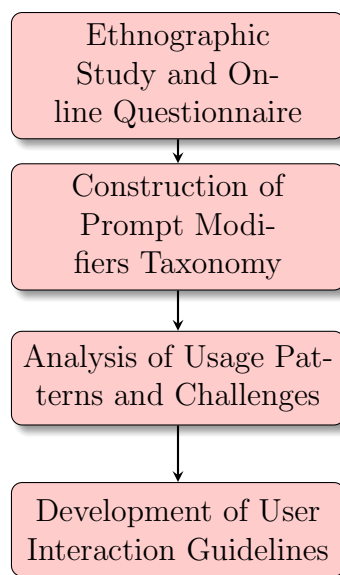 Ethnographic
Study and On-
line Questionnaire
Construction of
Prompt Modi-
fiers Taxonomy
Analysis of Usage Pat-
terns and Challenges
Development of User
Interaction Guidelines